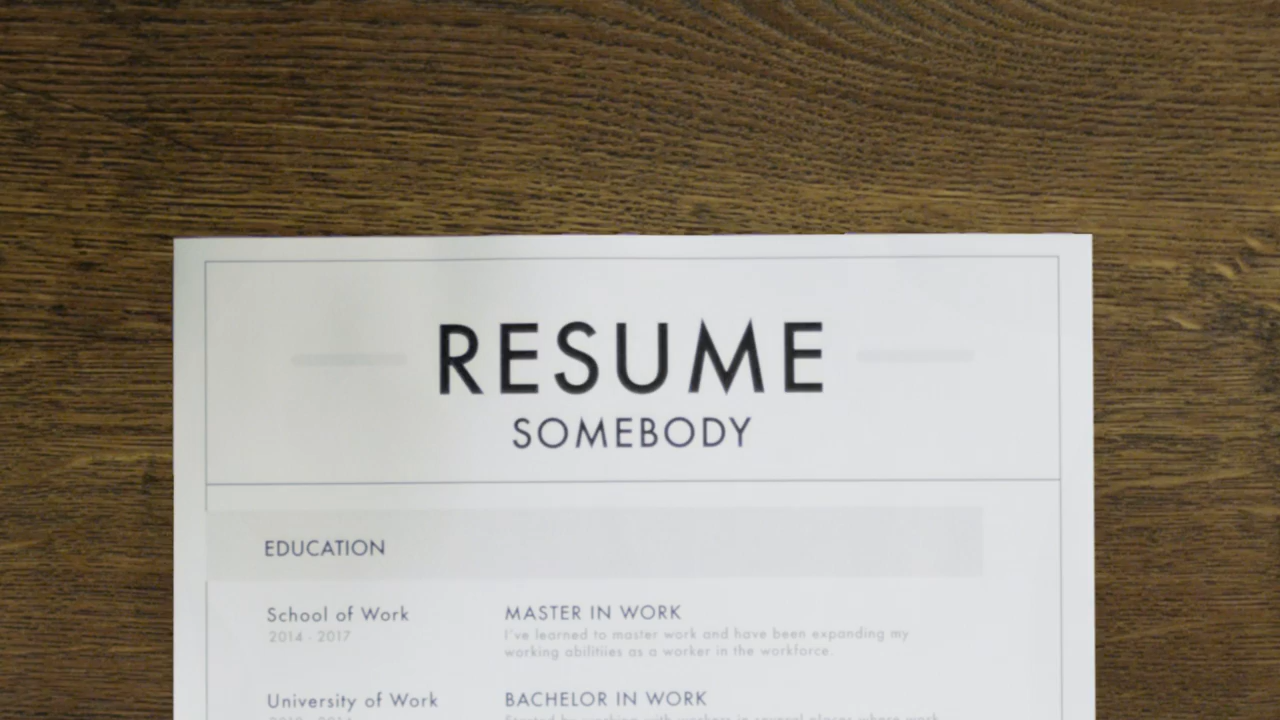 RESUME
SOMEBODY
EDUCATION
School of Work
2014 - 2017
MASTER IN WORK
I've learned to master work and have been expanding my
working abilitiies as a worker in the workforce.
University of Work
BACHELOR IN WORK